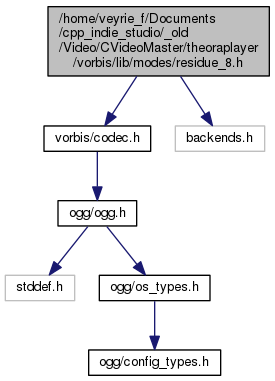 /home/veyrie_f/Documents
/cpp_indie_studio/_old
/Video/CVideoMaster/theoraplayer
/vorbis/lib/modes/residue_8.h
vorbis/codec.h
backends.h
ogg/ogg.h
stddef.h
ogg/os_types.h
ogg/config_types.h